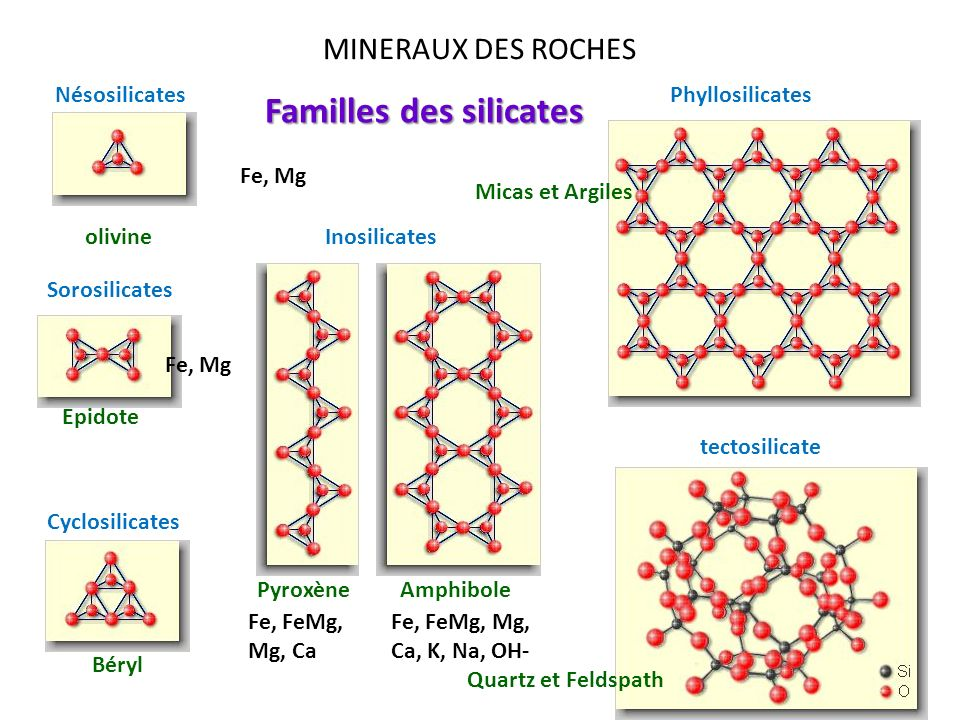 MINERAUX DES ROCHES
Familles des silicates
Nésosilicates
Fe, Mg
olivine
Sorosilicates
Fe, Mg
Epidote
Cyclosilicates
Béryl
Inosilicates
Pyroxène
Fe, FeMg,
Mg, Ca
Amphibole
Fe, FeMg, Mg,
Ca, K, Na, OH-
Phyllosilicates
Micas et Argiles
tectosilicate
Si
O
Quartz et Feldspath